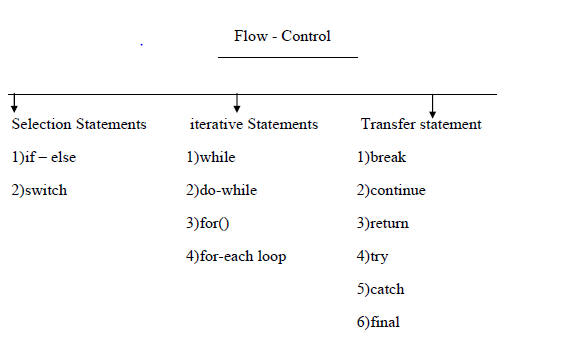 Flow - Control
Selection Statements
1)if – else
2)switch
iterative Statements
1)while
2)do-while
3)for()
4)for-each loop
Transfer statement
1)break
2)continue
3)return
4)try
5)catch
6)final